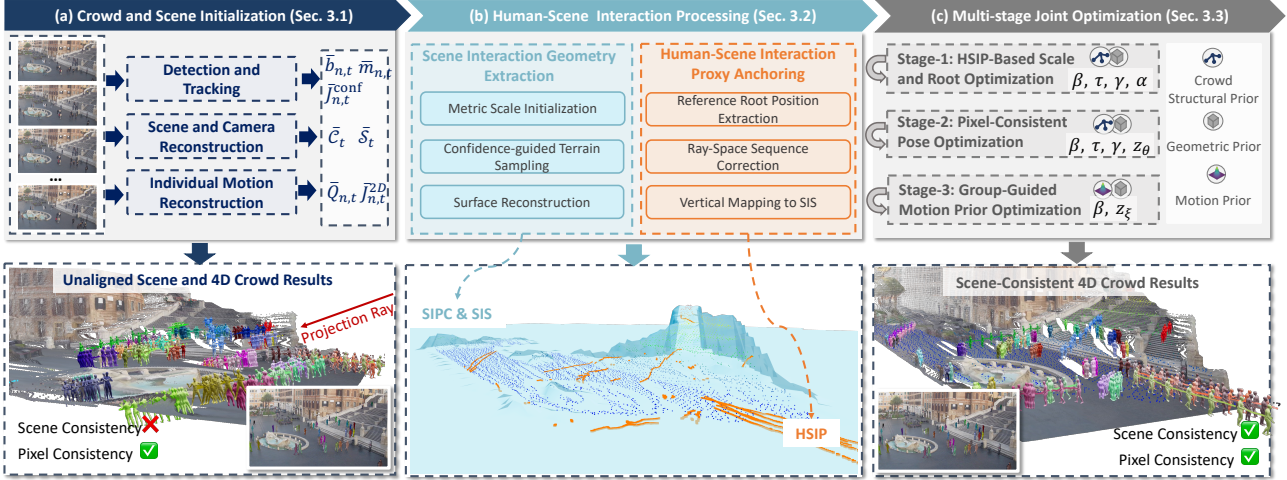 (a) Crowd and Scene Initialization (Sec. 3.1)
...
Detection and
Tracking
Scene and Camera
Reconstruction
Individual Motion
Reconstruction
b̄ₙ,ₜ m̄ₙ,ₜ
J̄ₙ,ₜᶜᵒⁿᶠ
C̄ₜ S̄ₜ
Q̄ₙ,ₜ J̄ₙ,ₜ²ᴰ
Unaligned Scene and 4D Crowd Results
Projection Ray
Scene Consistency
Pixel Consistency
(b) Human-Scene Interaction Processing (Sec. 3.2)
Scene Interaction Geometry
Extraction
Metric Scale Initialization
Confidence-guided Terrain
Sampling
Surface Reconstruction
Human-Scene Interaction
Proxy Anchoring
Reference Root Position
Extraction
Ray-Space Sequence
Correction
Vertical Mapping to SIS
SIPC & SIS
HSIP
(c) Multi-stage Joint Optimization (Sec. 3.3)
Stage-1: HSIP-Based Scale
and Root Optimization
β, τ, γ, α
Stage-2: Pixel-Consistent
Pose Optimization
β, τ, γ, z_θ
Stage-3: Group-Guided
Motion Prior Optimization
β, z_ξ
Crowd
Structural Prior
Geometric Prior
Motion Prior
Scene-Consistent 4D Crowd Results
Scene Consistency
Pixel Consistency